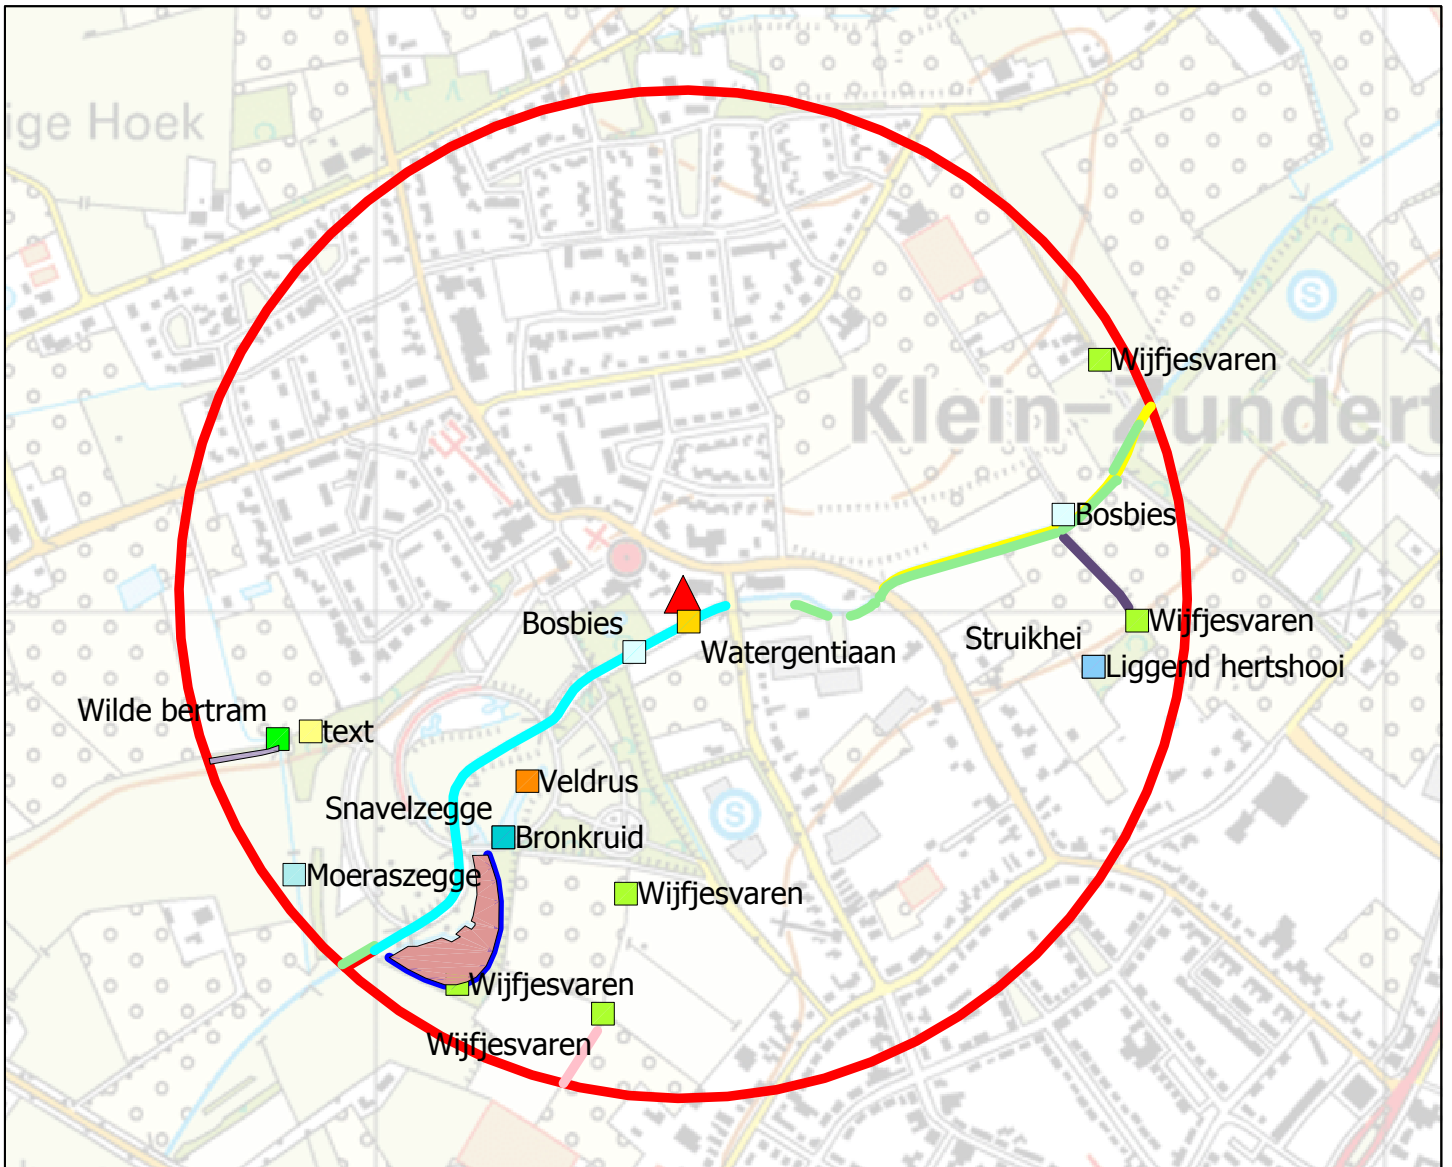 ige Hoek
Wijfjesvaren
Klein-Zundert
Bosbies
Bosbies
Wijfjesvaren
Struikhei
Watergentiaan
Liggend hertshooi
Wilde bertram
text
Veldrus
Snavelzegge
Bronkruid
S
S
Moeraszegge
Wijfjesvaren
Wijfjesvaren
Wijfjesvaren